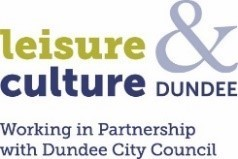 leisure &
culture DUNDEE
Working in Partnership
with Dundee City Council